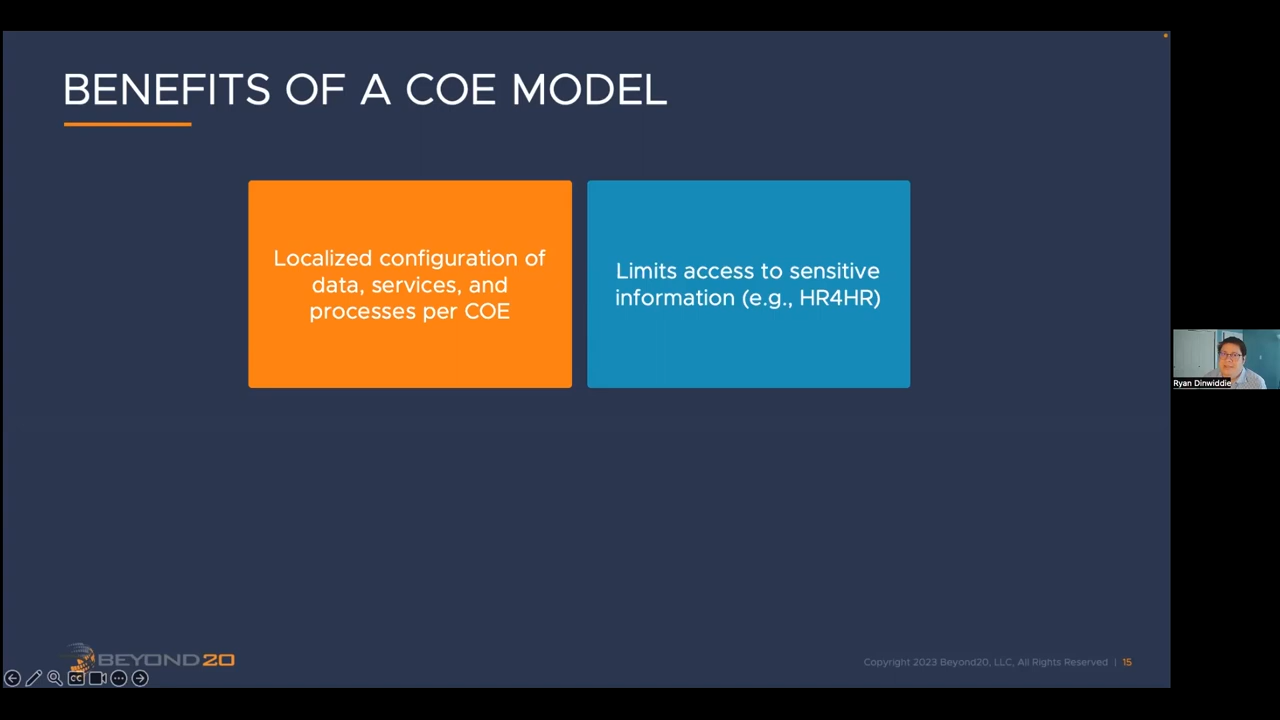 BENEFITS OF A COE MODEL
Localized configuration of
data, services, and
processes per COE
Limits access to sensitive
information (e.g., HR4HR)
Ryan Dinwiddie
BEYOND20
CC
Copyright 2023 Beyond20, LLC, All Rights Reserved | 15